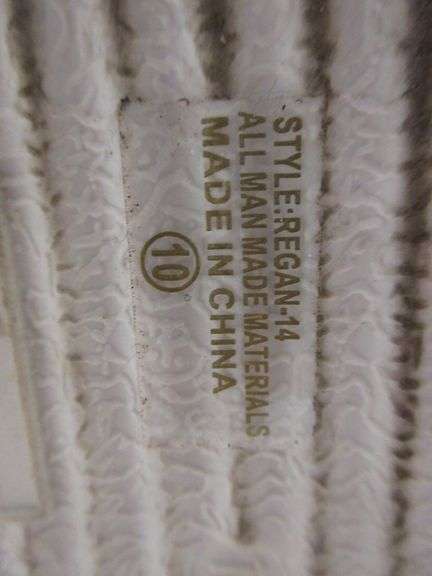 STYLE:REGAN-14
ALL MAN MADE MATERIALS
MADE IN CHINA
10